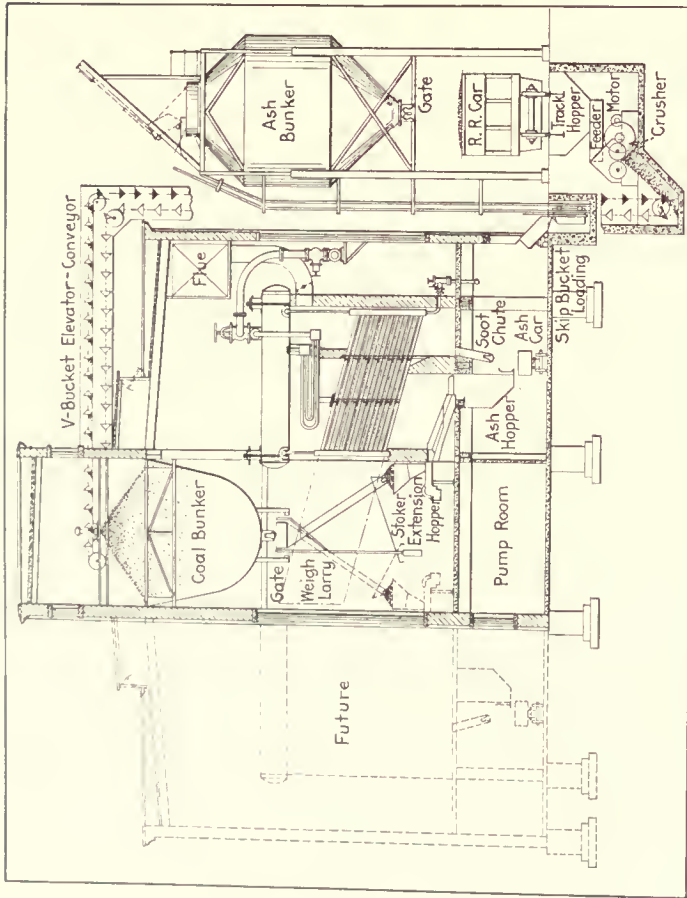 V-Bucket Elevator-Conveyor
Coal Bunker
Flue
Ash
Bunker
Gate
Weigh
Larry
Future
Stoker
Extension
Hopper
Gate
R. R. Car
Soot
Chute
Ash
Hopper
Ash
Car
Pump Room
Track
Hopper
Feeder
Motor
Crusher
Skip Bucket
Loading